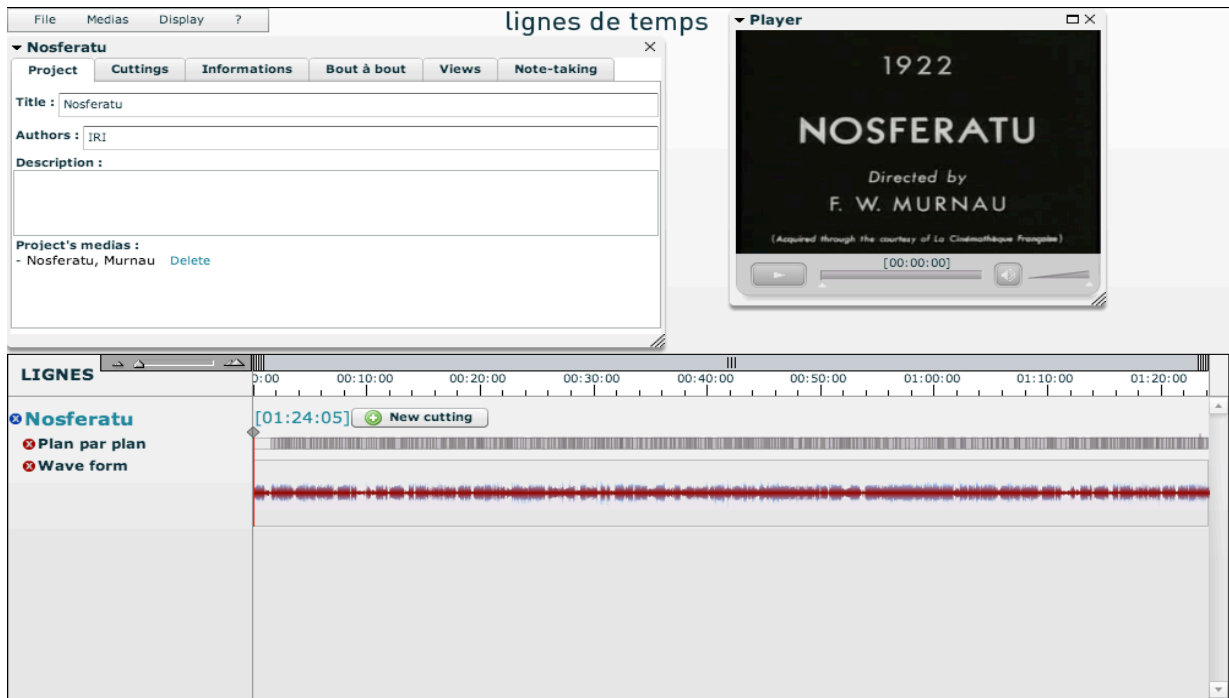 File Medias Display ?
lignes de temps
Nosferatu
Project Cuttings Informations Bout à bout Views Note-taking
Title : Nosferatu
Authors : IRI
Description :
Project's medias :
- Nosferatu, Murnau Delete
Player
1922
NOSFERATU
Directed by
F. W. MURNAU
(Acquired through the courtesy of La Cinémathèque Française)
[00:00:00]
LIGNES
0:00 00:10:00 00:20:00 00:30:00 00:40:00 00:50:00 01:00:00 01:10:00 01:20:00
Nosferatu [01:24:05] New cutting
Plan par plan
Wave form